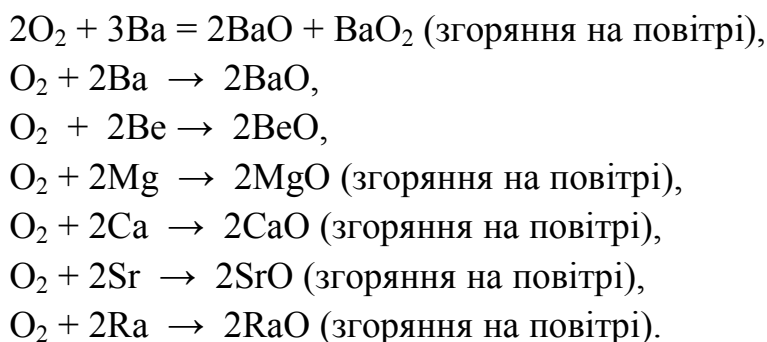 2O₂ + 3Ba = 2BaO + BaO₂ (згоряння на повітрі),
O₂ + 2Ba → 2BaO,
O₂ + 2Be → 2BeO,
O₂ + 2Mg → 2MgO (згоряння на повітрі),
O₂ + 2Ca → 2CaO (згоряння на повітрі),
O₂ + 2Sr → 2SrO (згоряння на повітрі),
O₂ + 2Ra → 2RaO (згоряння на повітрі).